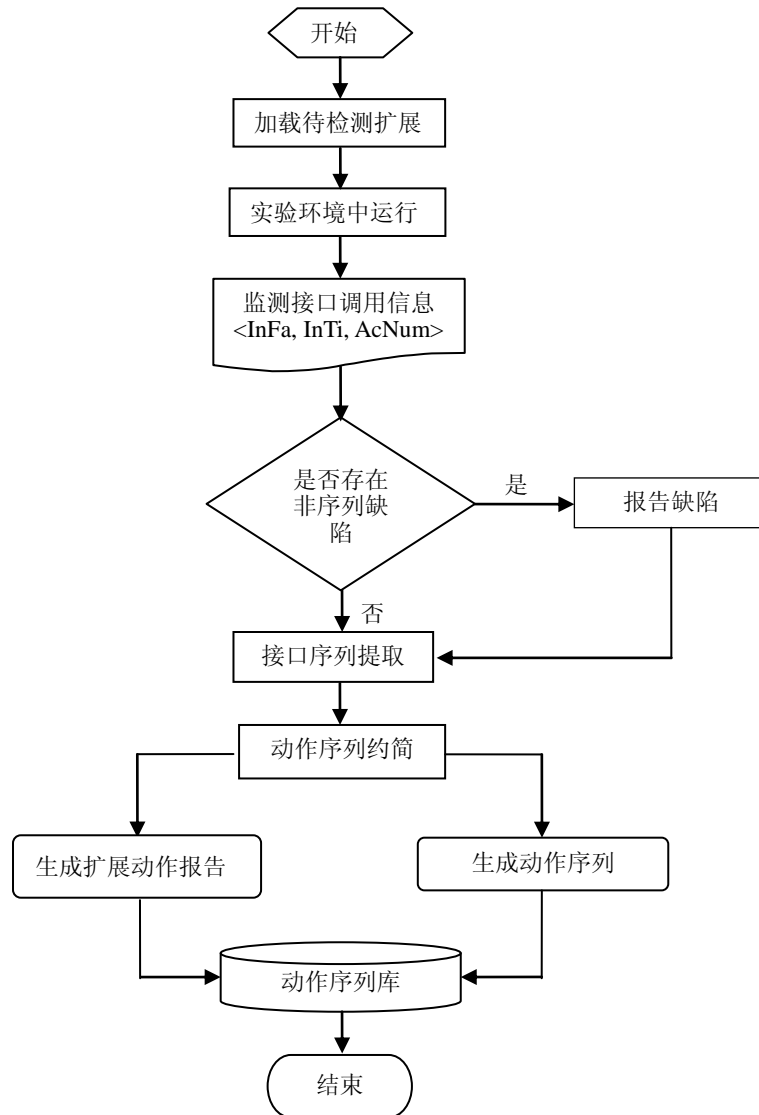 开始
加载待检测扩展
实验环境中运行
监测接口调用信息
<InFa, InTi, AcNum>
是否存在
非序列缺
陷
是
报告缺陷
否
接口序列提取
动作序列约简
生成扩展动作报告
生成动作序列
动作序列库
结束